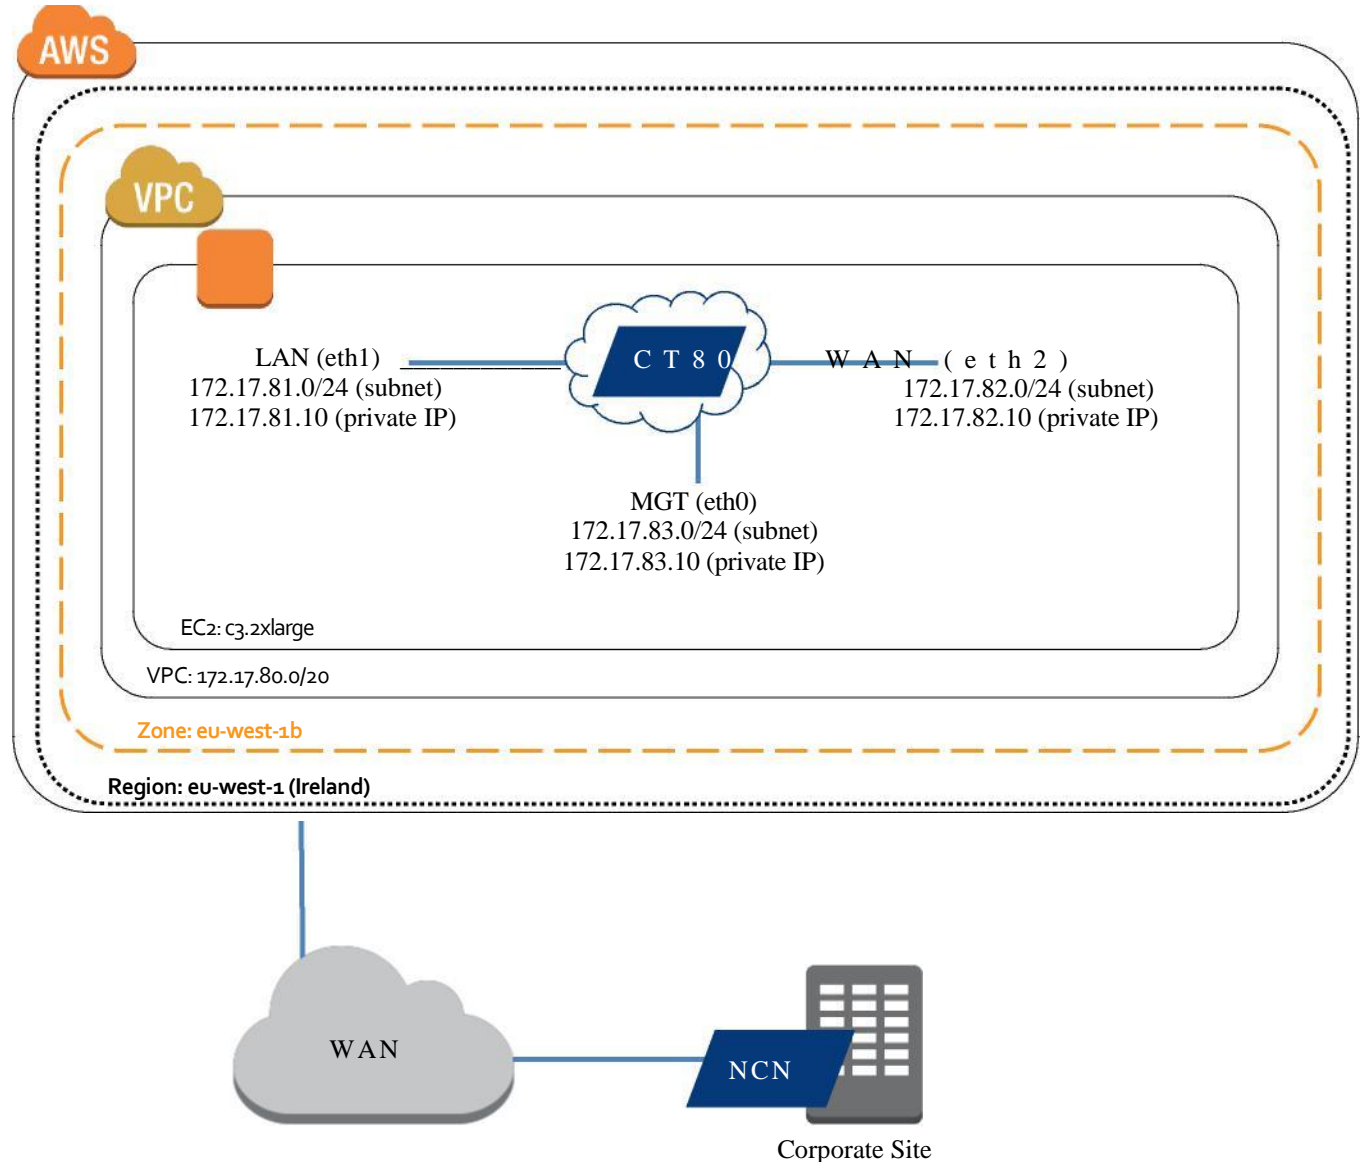 AWS
VPC
LAN (eth1)
172.17.81.0/24 (subnet)
172.17.81.10 (private IP)
CT80
WAN (eth2)
172.17.82.0/24 (subnet)
172.17.82.10 (private IP)
MGT (eth0)
172.17.83.0/24 (subnet)
172.17.83.10 (private IP)
EC2: c3.2xlarge
VPC: 172.17.80.0/20
Zone: eu-west-1b
Region: eu-west-1 (Ireland)
WAN
NCN
Corporate Site